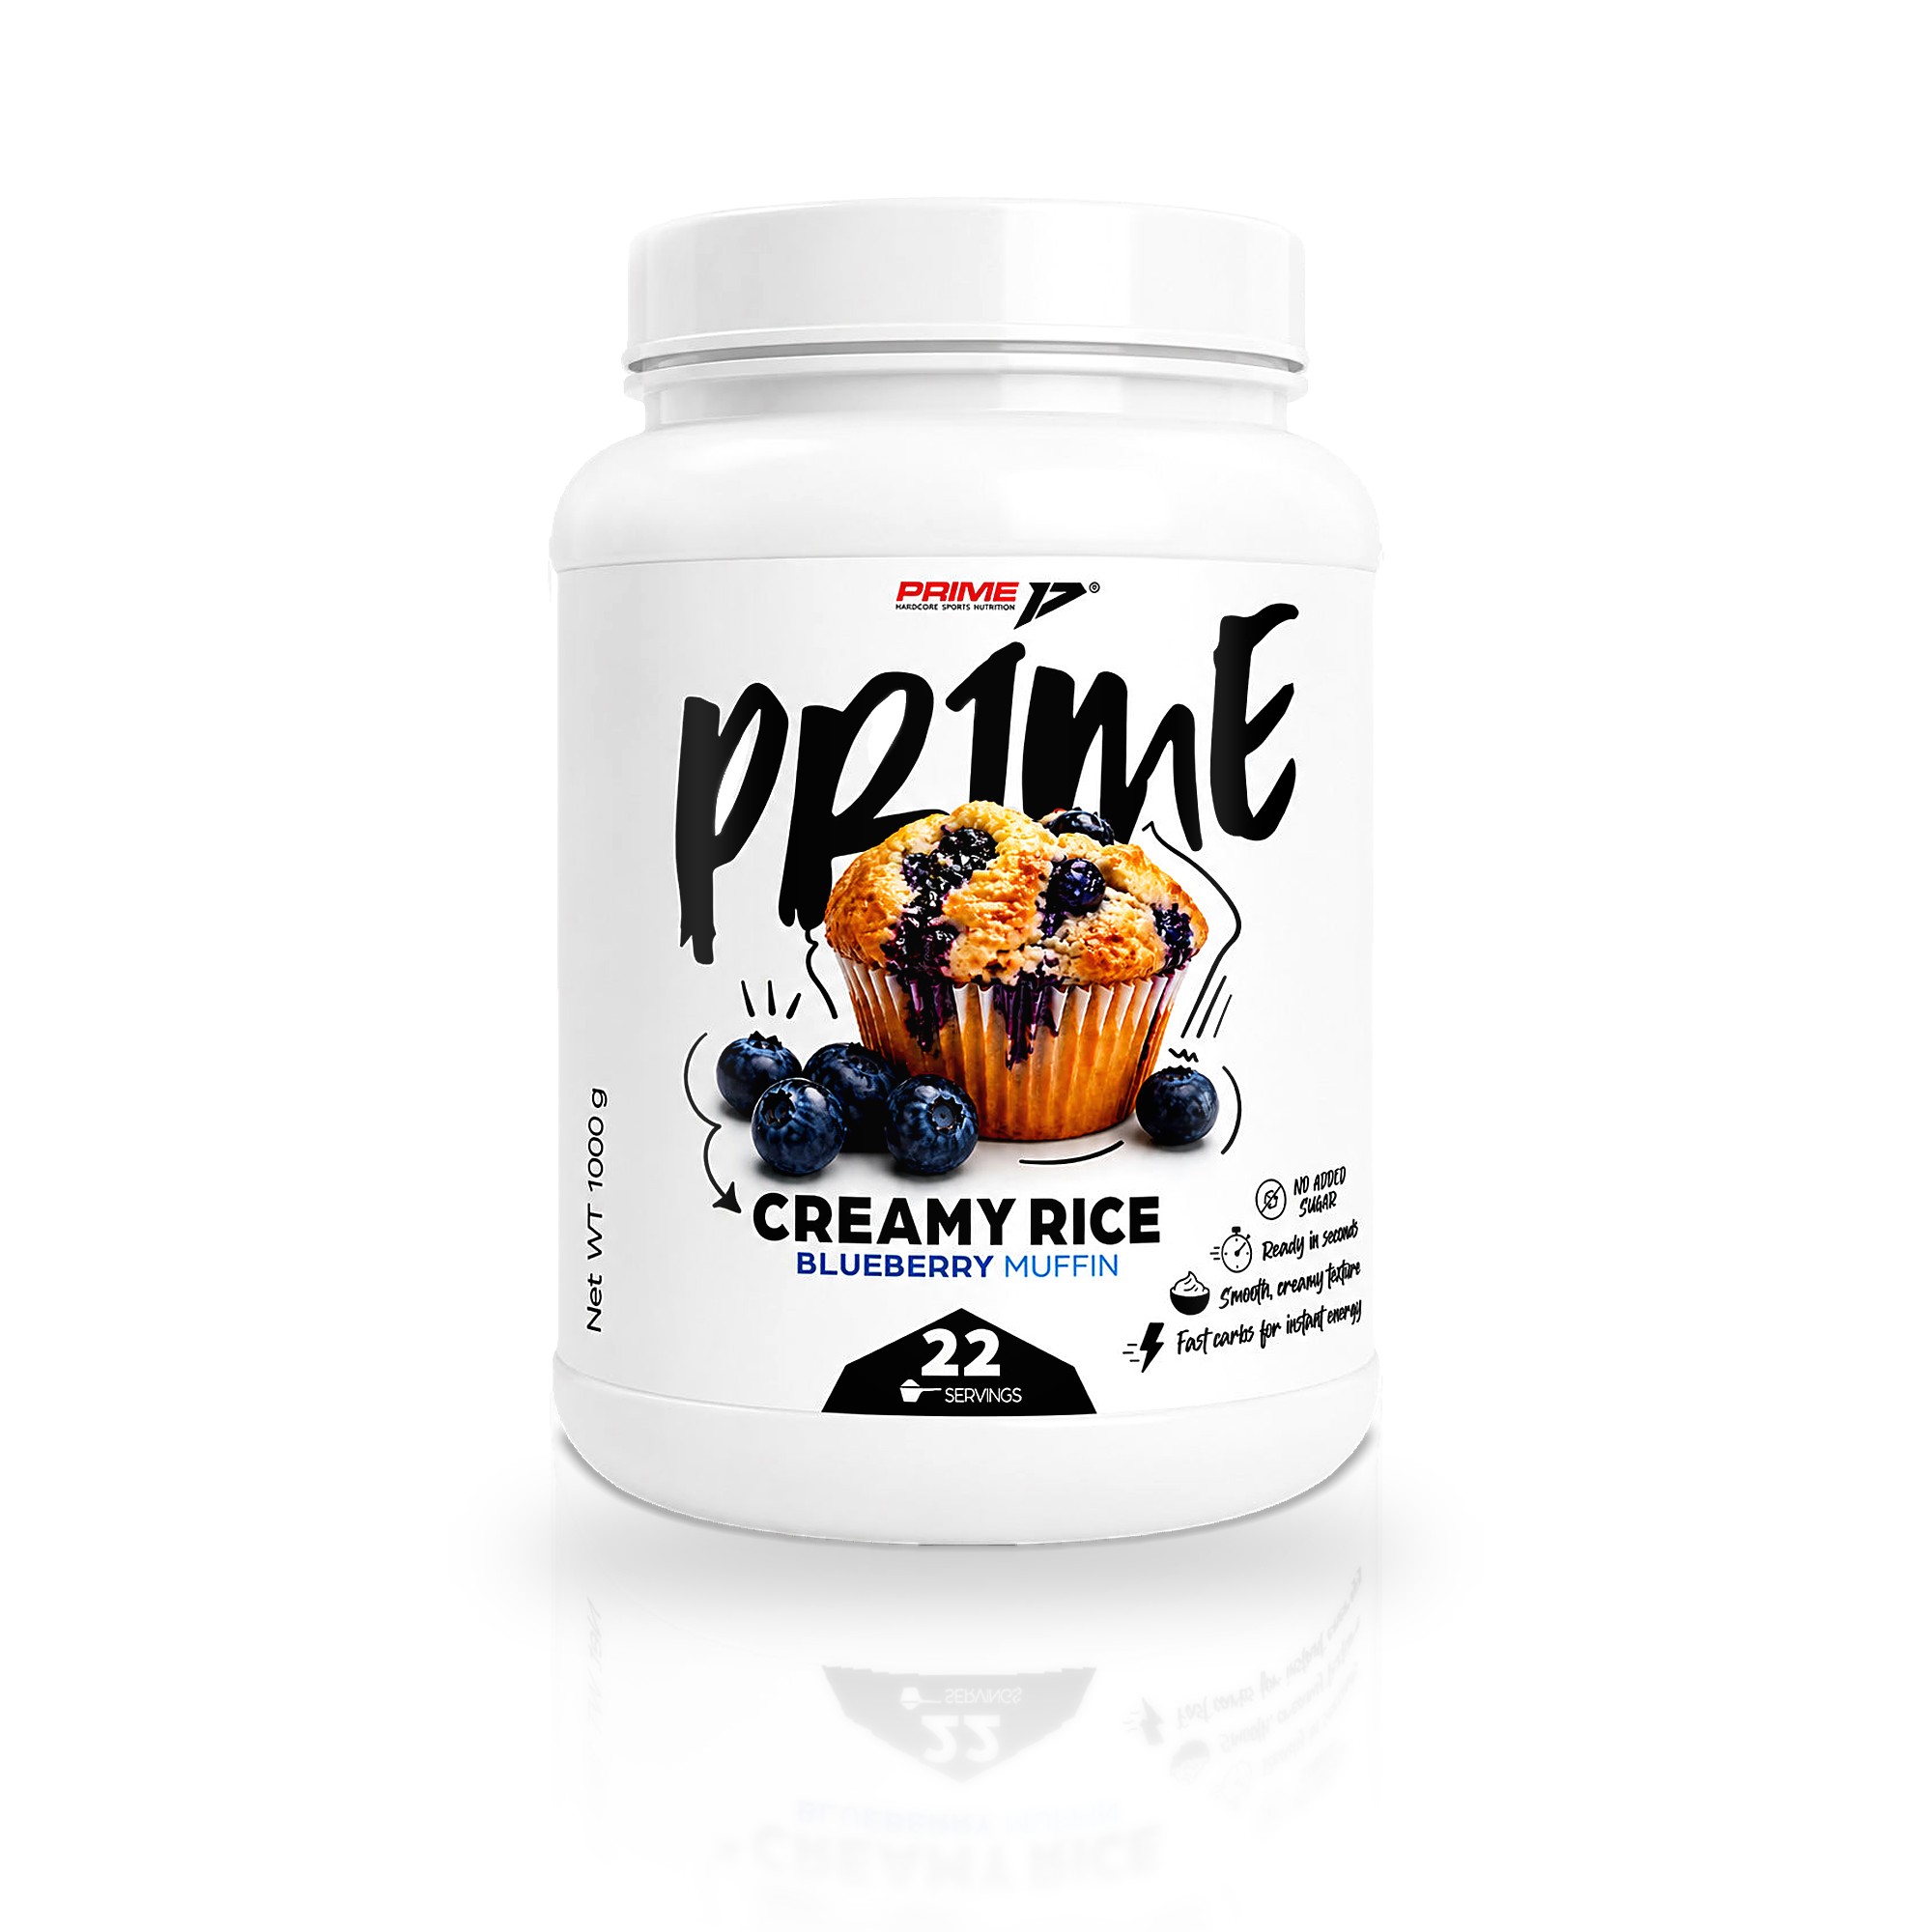 PRIME
HARDCORE SPORTS NUTRITION
®
PRIME
CREAMY RICE
BLUEBERRY MUFFIN
NO ADDED
SUGAR
Ready in seconds
Smooth, creamy texture
Fast carbs for instant energy
Net WT 1000 g
22
SERVINGS